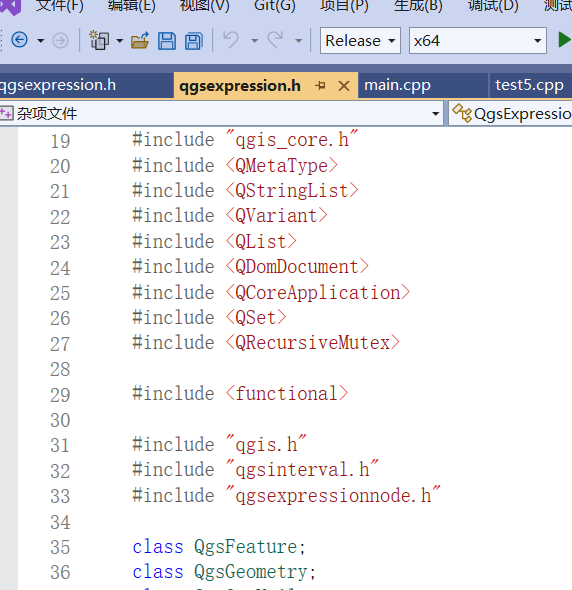 文件(F) 编辑(E) 视图(V) Git(G) 项目(P) 生成(B) 调试(D) 测试
Release x64
qgsexpression.h qgsexpression.h main.cpp test5.cpp
杂项文件 QgsExpressio
19 #include "qgis_core.h"
20 #include <QMetaType>
21 #include <QStringList>
22 #include <QVariant>
23 #include <QList>
24 #include <QDomDocument>
25 #include <QCoreApplication>
26 #include <QSet>
27 #include <QRecursiveMutex>
28
29 #include <functional>
30
31 #include "qgis.h"
32 #include "qgsinterval.h"
33 #include "qgsexpressionnode.h"
34
35 class QgsFeature;
36 class QgsGeometry;